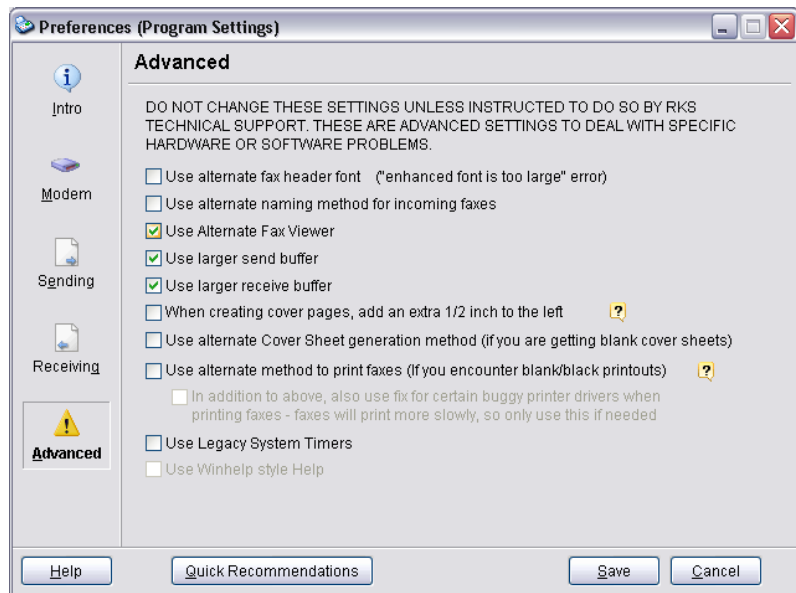 Preferences (Program Settings)
Intro
Modem
Sending
Receiving
Advanced
Advanced
DO NOT CHANGE THESE SETTINGS UNLESS INSTRUCTED TO DO SO BY RKS
TECHNICAL SUPPORT. THESE ARE ADVANCED SETTINGS TO DEAL WITH SPECIFIC
HARDWARE OR SOFTWARE PROBLEMS.
Use alternate fax header font ("enhanced font is too large" error)
Use alternate naming method for incoming faxes
Use Alternate Fax Viewer
Use larger send buffer
Use larger receive buffer
When creating cover pages, add an extra 1/2 inch to the left ?
Use alternate Cover Sheet generation method (if you are getting blank cover sheets)
Use alternate method to print faxes (If you encounter blank/black printouts) ?
In addition to above, also use fix for certain buggy printer drivers when
printing faxes - faxes will print more slowly, so only use this if needed
Use Legacy System Timers
Use Winhelp style Help
Help
Quick Recommendations
Save
Cancel